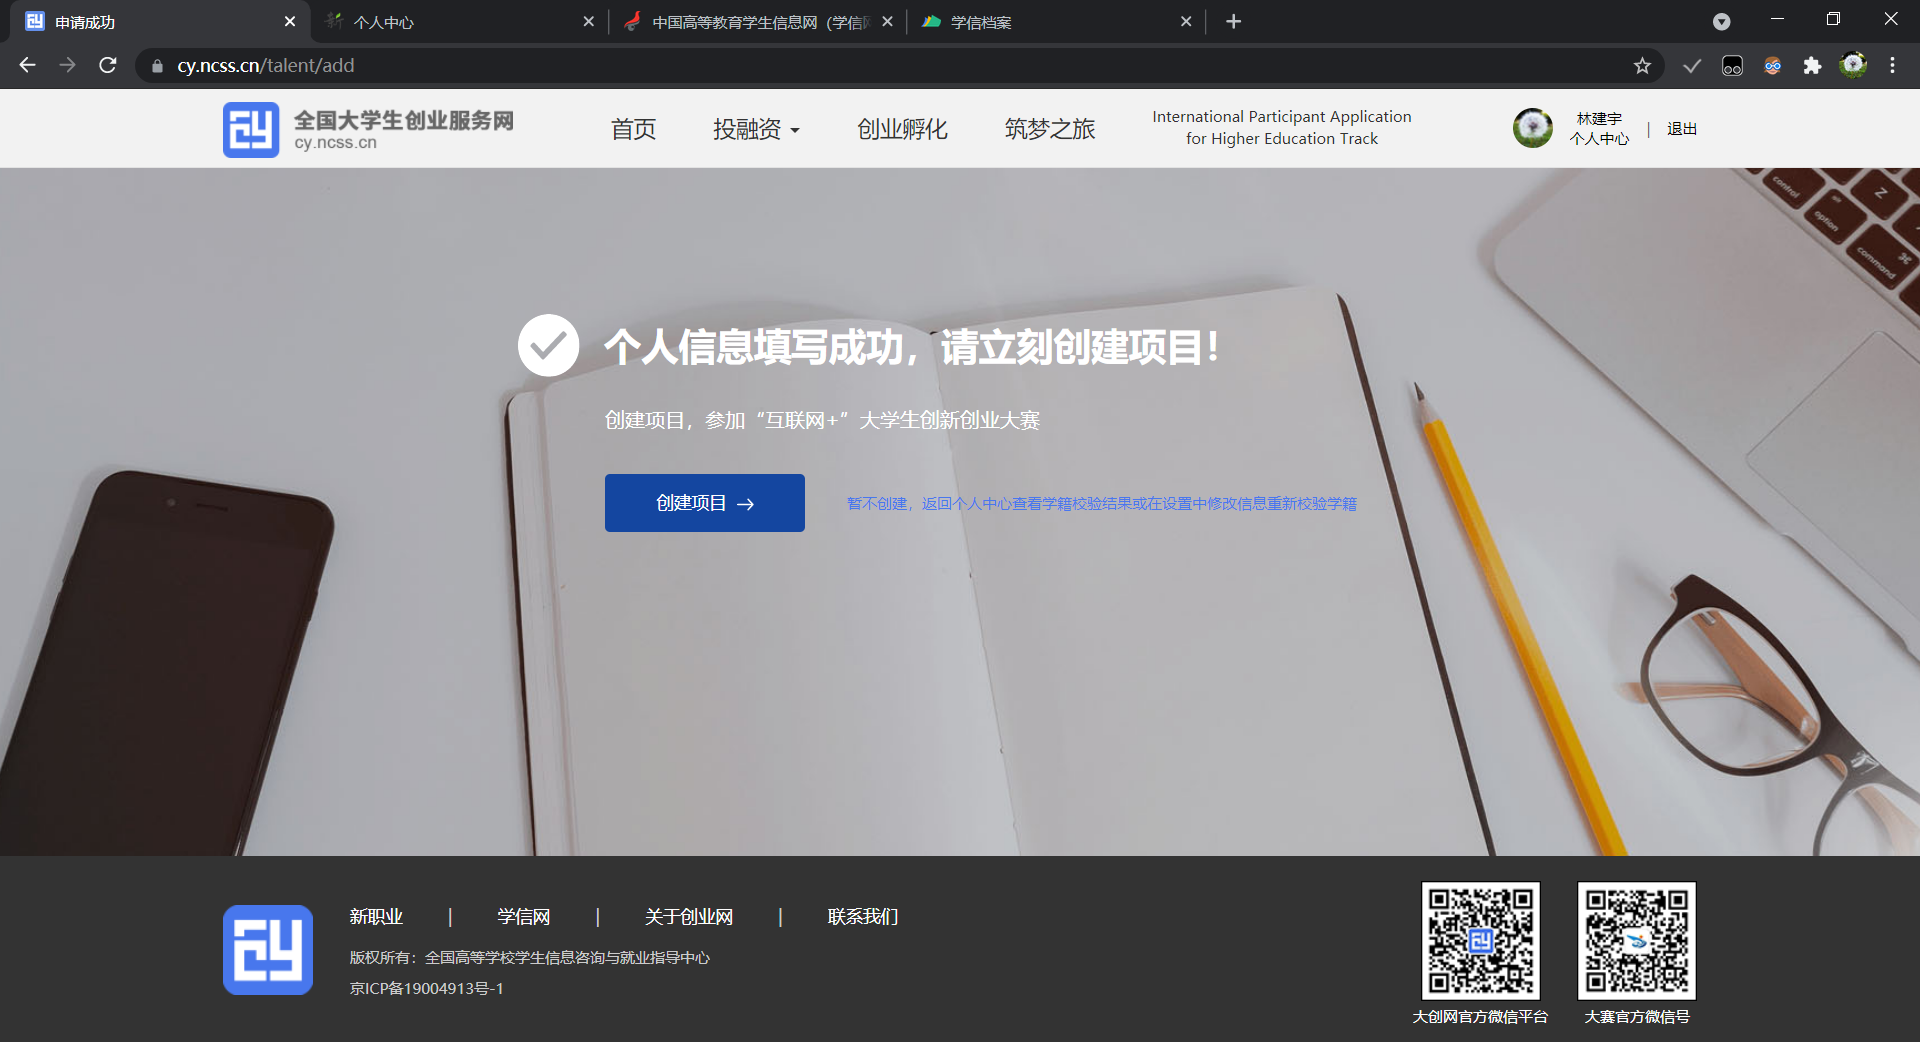 申请成功
个人中心
中国高等教育学生信息网（学信网
学信档案
cy.ncss.cn/talent/add
全国大学生创业服务网
cy.ncss.cn
首页
投融资
创业孵化
筑梦之旅
International Participant Application
for Higher Education Track
林建宇
个人中心
|
退出
control
Z
alt
option
⌘
command
个人信息填写成功，请立刻创建项目！
创建项目，参加“互联网+”大学生创新创业大赛
创建项目 →
暂不创建，返回个人中心查看学籍校验结果或在设置中修改信息重新校验学籍
新职业 | 学信网 | 关于创业网 | 联系我们
版权所有：全国高等学校学生信息咨询与就业指导中心
京ICP备19004913号-1
大创网官方微信平台
大赛官方微信号